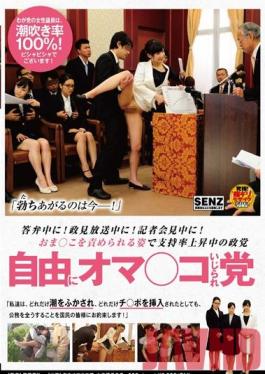 わが党の女性議員は、
潮吹き率
100%!
ビシャビシャで
ございます!
「勃ちあがるのは今―!」
た
SENZ
答弁中に!政見放送中に!記者会見中に!
おま○こを責められる姿で支持率上昇中の政党
自由にオマ○コいじられ党
「私達は、どれだけ潮をふかされ、どれだけチ○ポを挿入されたとしても、
公務を全うすることを国民の皆様にお約束します!」